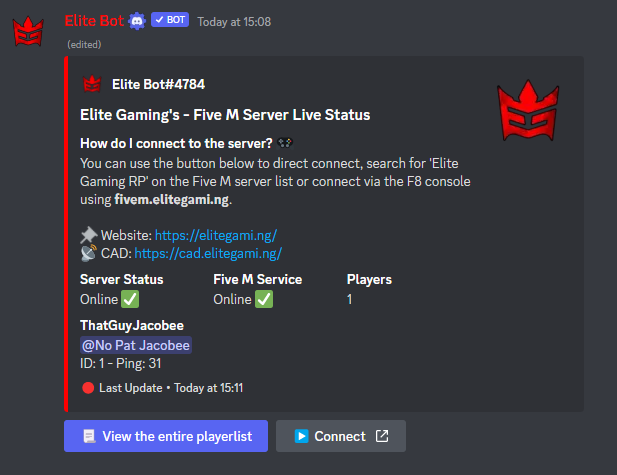 Elite Bot ✓ BOT Today at 15:08
(edited)
Elite Bot#4784
Elite Gaming's - Five M Server Live Status
How do I connect to the server? 🎮
You can use the button below to direct connect, search for 'Elite
Gaming RP' on the Five M server list or connect via the F8 console
using fivem.elitegami.ng.
📌 Website: https://elitegami.ng/
📡 CAD: https://cad.elitegami.ng/
Server Status Five M Service Players
Online ✅ Online ✅ 1
ThatGuyJacobee
@No Pat Jacobee
ID: 1 - Ping: 31
🔴 Last Update • Today at 15:11
📃 View the entire playerlist ▶️ Connect